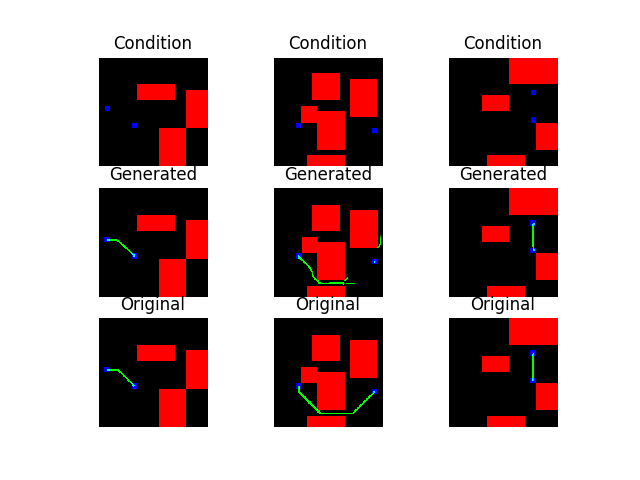 Condition Condition Condition
Generated Generated Generated
Original Original Original